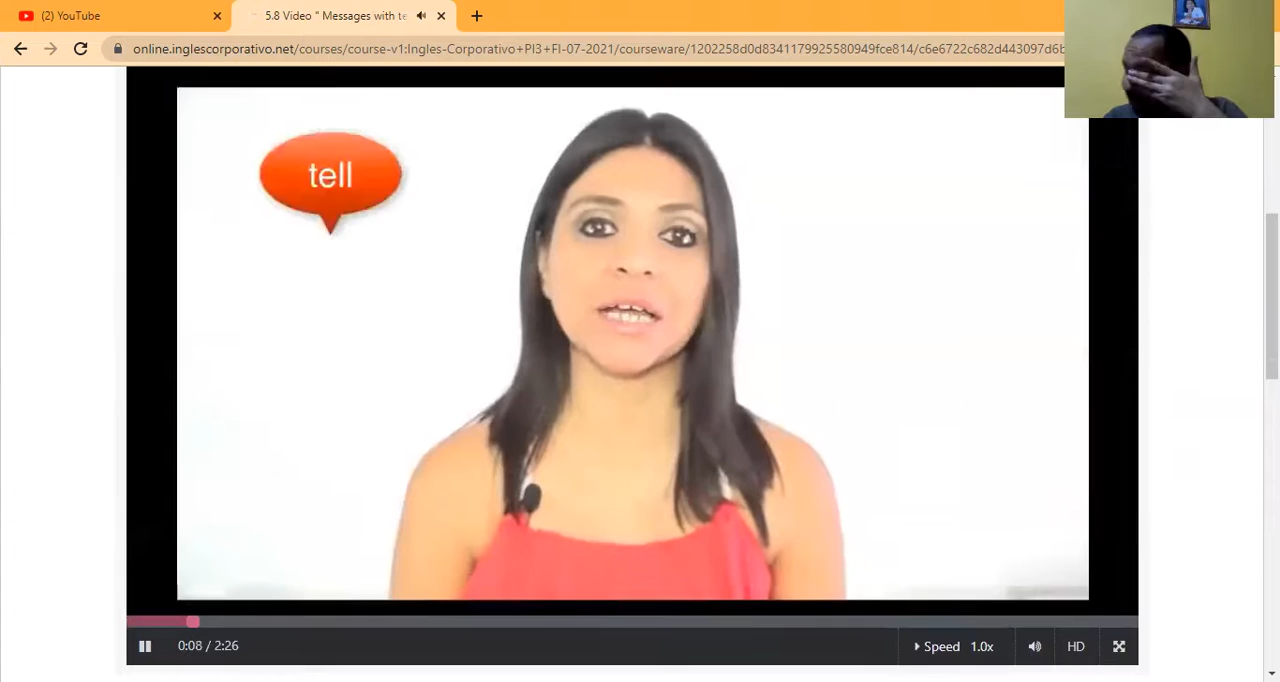 (2) YouTube
5.8 Video " Messages with te
online.inglescorporativo.net/courses/course-v1:Ingles-Corporativo+PI3+FI-07-2021/courseware/1202258d0d8341179925580949fce814/c6e6722c682d443097d6b
tell
0:08 / 2:26
Speed 1.0x
HD